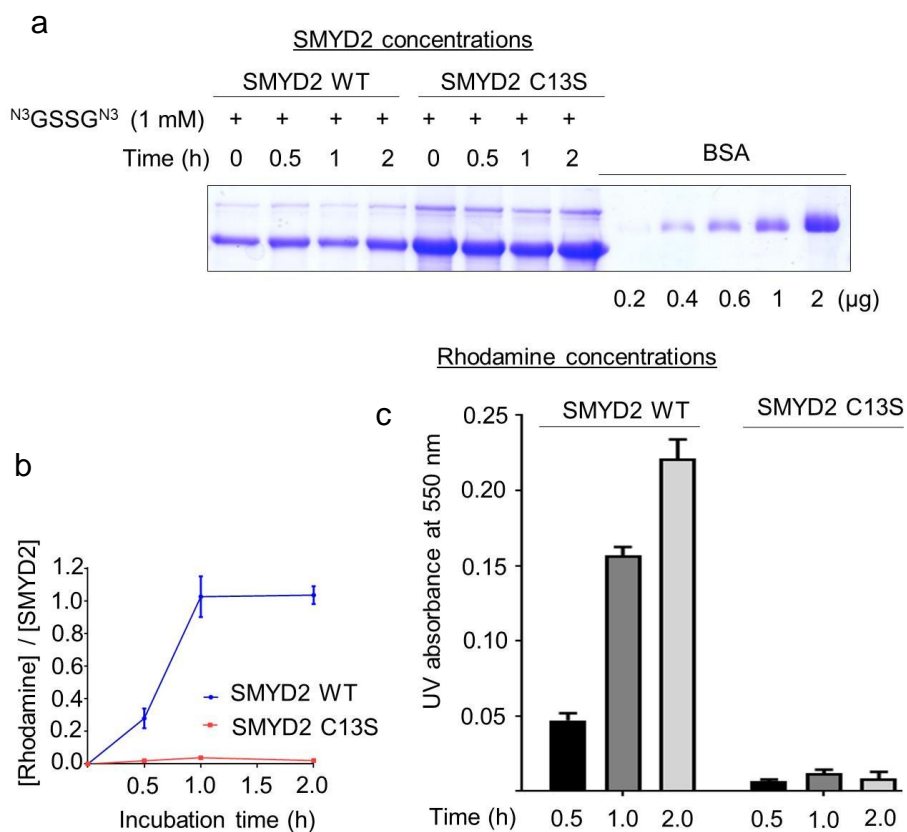 a
SMYD2 concentrations
SMYD2 WT SMYD2 C13S
N3GSSGN3 (1 mM) + + + + + + + +
Time (h) 0 0.5 1 2 0 0.5 1 2 BSA
0.2 0.4 0.6 1 2 (µg)
Rhodamine concentrations
b
[Rhodamine] / [SMYD2]
1.2
1.0
0.8
0.6
0.4
0.2
0.0
SMYD2 WT
SMYD2 C13S
0.5 1.0 1.5 2.0
Incubation time (h)
c
SMYD2 WT SMYD2 C13S
UV absorbance at 550 nm
0.25
0.20
0.15
0.10
0.05
Time (h) 0.5 1.0 2.0 0.5 1.0 2.0